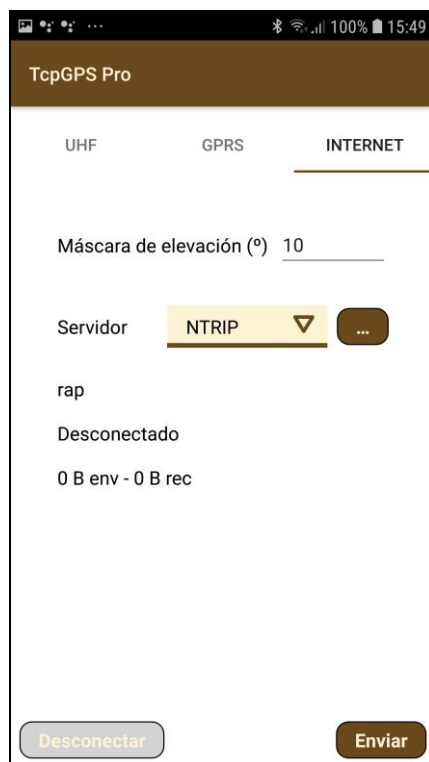 100% 15:49
TcpGPS Pro
UHF GPRS INTERNET
Máscara de elevación (º) 10
Servidor NTRIP ...
rap
Desconectado
0 B env - 0 B rec
Desconectar Enviar